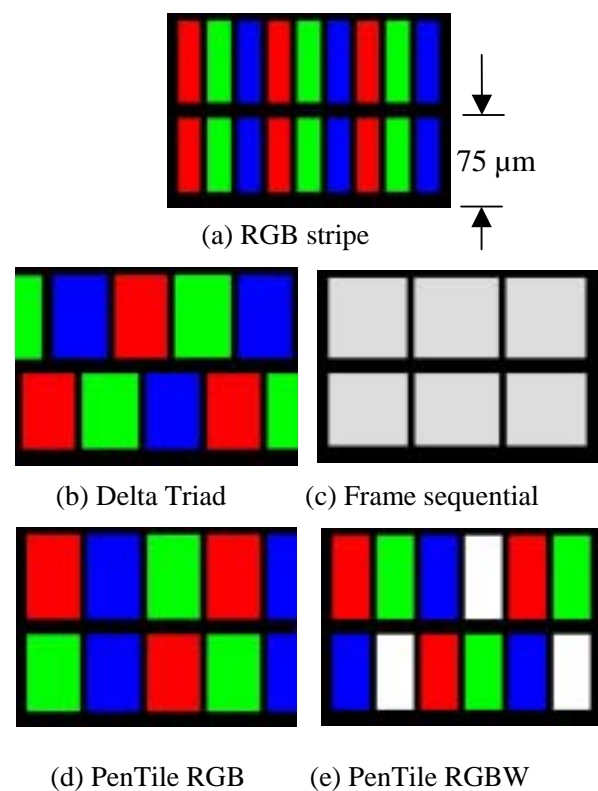 75 µm
(a) RGB stripe
(b) Delta Triad
(c) Frame sequential
(d) PenTile RGB
(e) PenTile RGBW